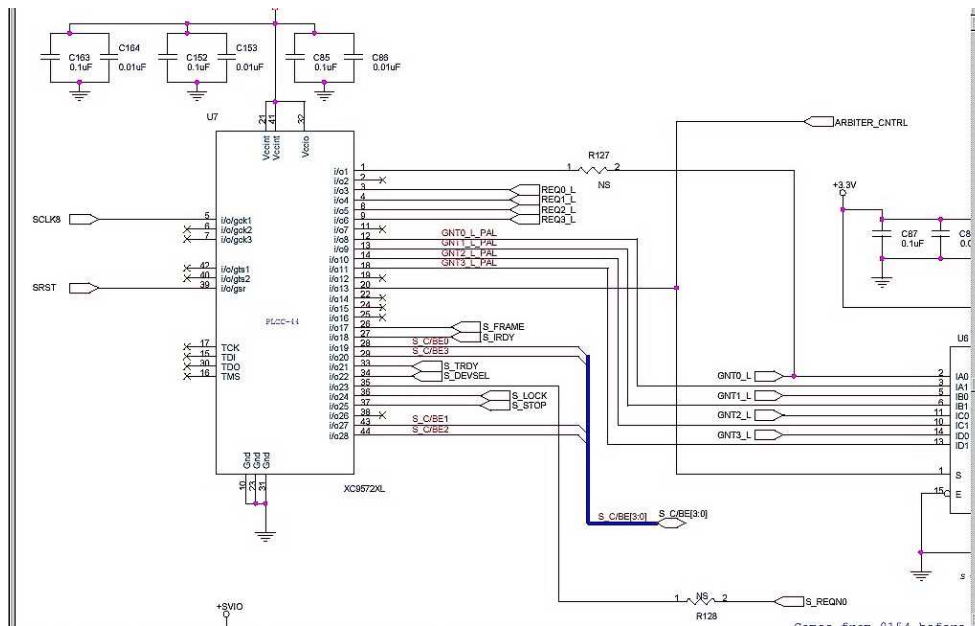 C163
0.1uF
C164
0.01uF
C152
0.1uF
C153
0.01uF
C85
0.1uF
C86
0.01uF
U7
21
41
32
Vccint
Vccint
Vccio
ARBITER_CNTRL
R127
1
2
NS
SCLK8
SRST
5 i/o/gck1
6 i/o/gck2
7 i/o/gck3
42 i/o/gts1
40 i/o/gts2
39 i/o/gsr
PLCC-44
17 TCK
15 TDI
30 TDO
16 TMS
i/o1 1
i/o2 2
i/o3 3 REQ0_L
i/o4 4 REQ1_L
i/o5 8 REQ2_L
i/o6 9 REQ3_L
i/o7 11
i/o8 12 GNT0_L_PAL
i/o9 13 GNT1_L_PAL
i/o10 14 GNT2_L_PAL
i/o11 18 GNT3_L_PAL
i/o12 19
i/o13 20
i/o14 22
i/o15 24
i/o16 25
i/o17 26 S_FRAME
i/o18 27 S_IRDY
i/o19 28 S_C/BE0
i/o20 29 S_C/BE3
i/o21 33 S_TRDY
i/o22 34 S_DEVSEL
i/o23 35
i/o24 36 S_LOCK
i/o25 37 S_STOP
i/o26 38
i/o27 43 S_C/BE1
i/o28 44 S_C/BE2
Gnd
Gnd
Gnd
10
23
31
XC9572XL
S_C/BE[3:0]
S_C/BE[3:0]
+3.3V
C87
0.1uF
U6
GNT0_L 2 IA0
3 IA1
GNT1_L 5 IB0
6 IB1
GNT2_L 11 IC0
10 IC1
GNT3_L 14 ID0
13 ID1
1 S
15 E
1
NS
2
R128
S_REQN0
+SVIO